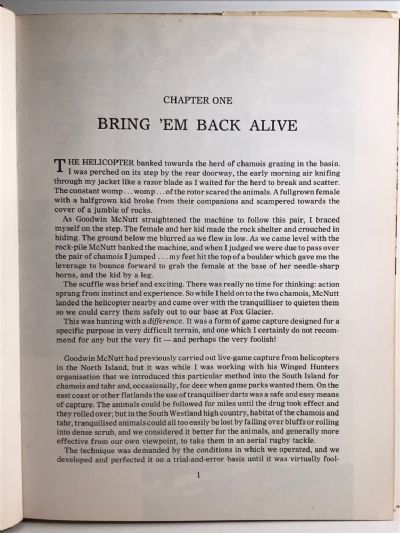 CHAPTER ONE
BRING 'EM BACK ALIVE
THE HELICOPTER banked towards the herd of chamois grazing in the basin.
I was perched on its step by the rear doorway, the early morning air knifing
through my jacket like a razor blade as I waited for the herd to break and scatter.
The constant womp . . . womp . . . of the rotor scared the animals. A fullgrown female
with a halfgrown kid broke from their companions and scampered towards the
cover of a jumble of rocks.
As Goodwin McNutt straightened the machine to follow this pair, I braced
myself on the step. The female and her kid made the rock shelter and crouched in
hiding. The ground below me blurred as we flew in low. As we came level with the
rock-pile McNutt banked the machine, and when I judged we were due to pass over
the pair of chamois I jumped . . . my feet hit the top of a boulder which gave me the
leverage to bounce forward to grab the female at the base of her needle-sharp
horns, and the kid by a leg.
The scuffle was brief and exciting. There was really no time for thinking: action
sprang from instinct and experience. So while I held on to the two chamois, McNutt
landed the helicopter nearby and came over with the tranquilliser to quieten them
so we could carry them safely out to our base at Fox Glacier.
This was hunting with a difference. It was a form of game capture designed for a
specific purpose in very difficult terrain, and one which I certainly do not recom-
mend for any but the very fit — and perhaps the very foolish!
Goodwin McNutt had previously carried out live-game capture from helicopters
in the North Island, but it was while I was working with his Winged Hunters
organisation that we introduced this particular method into the South Island for
chamois and tahr and, occasionally, for deer when game parks wanted them. On the
east coast or other flatlands the use of tranquiliser darts was a safe and easy means
of capture. The animals could be followed for miles until the drug took effect and
they rolled over; but in the South Westland high country, habitat of the chamois and
tahr, tranquilised animals could all too easily be lost by falling over bluffs or rolling
into dense scrub, and we considered it better for the animals, and generally more
effective from our own viewpoint, to take them in an aerial rugby tackle.
The technique was demanded by the conditions in which we operated, and we
developed and perfected it on a trial-and-error basis until it was virtually fool-
1